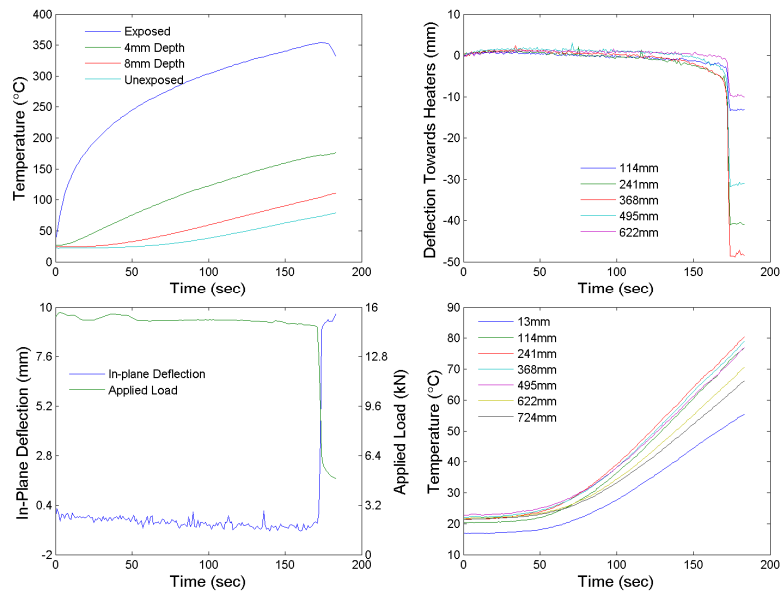 400
350
300
250
200
150
100
50
0
Temperature (°C)
Exposed
4mm Depth
8mm Depth
Unexposed
0
50
100
150
200
Time (sec)
10
0
-10
-20
-30
-40
-50
Deflection Towards Heaters (mm)
114mm
241mm
368mm
495mm
622mm
0
50
100
150
200
Time (sec)
10
7.6
5.2
2.8
0.4
-2
In-Plane Deflection (mm)
In-plane Deflection
Applied Load
16
12.8
9.6
6.4
3.2
0
Applied Load (kN)
0
50
100
150
200
Time (sec)
90
80
70
60
50
40
30
20
10
Temperature (°C)
13mm
114mm
241mm
368mm
495mm
622mm
724mm
0
50
100
150
200
Time (sec)